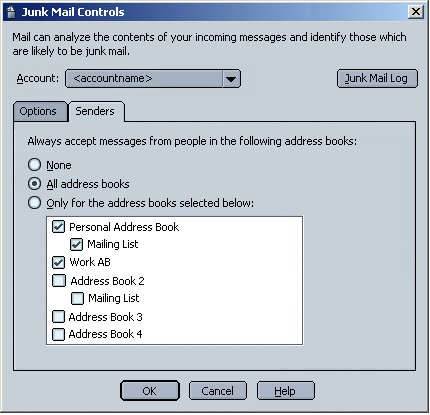 Junk Mail Controls
Mail can analyze the contents of your incoming messages and identify those which
are likely to be junk mail.
Account: <accountname> Junk Mail Log
Options Senders
Always accept messages from people in the following address books:
None
All address books
Only for the address books selected below:
Personal Address Book
Mailing List
Work AB
Address Book 2
Mailing List
Address Book 3
Address Book 4
OK Cancel Help